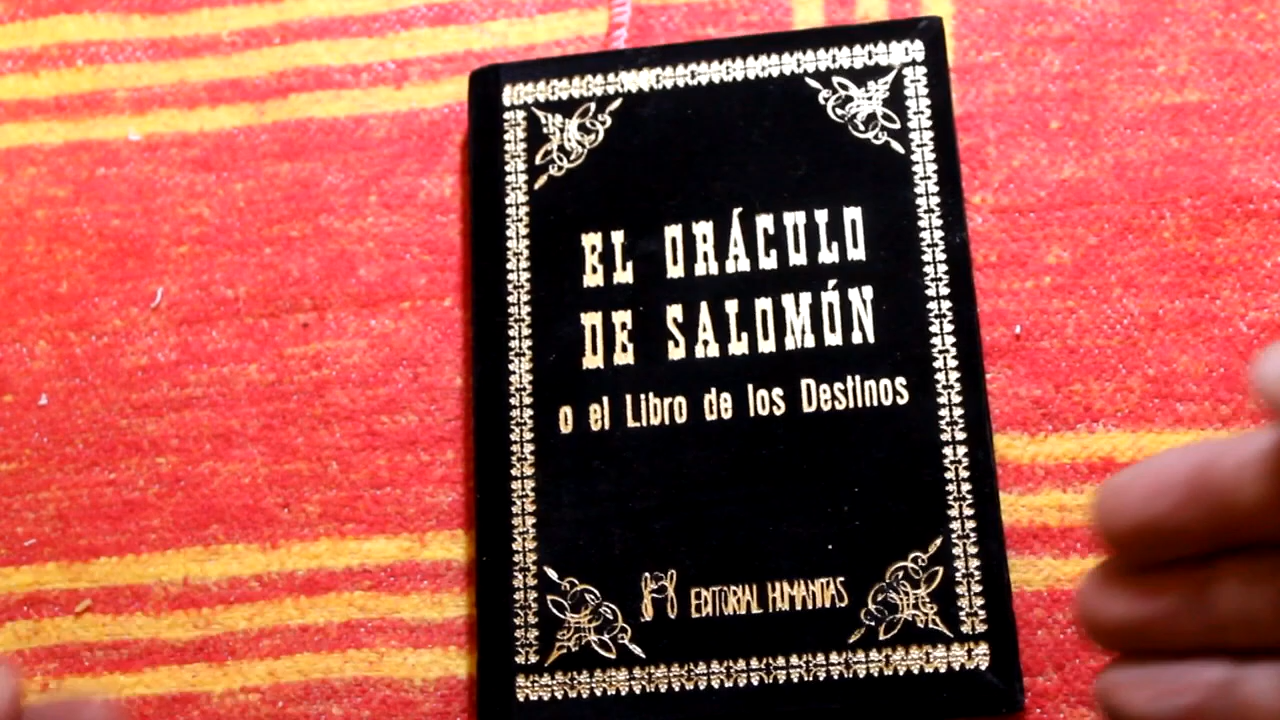 EL ORÁCULO
DE SALOMÓN
o el Libro de los Destinos
EDITORIAL HUMANITAS